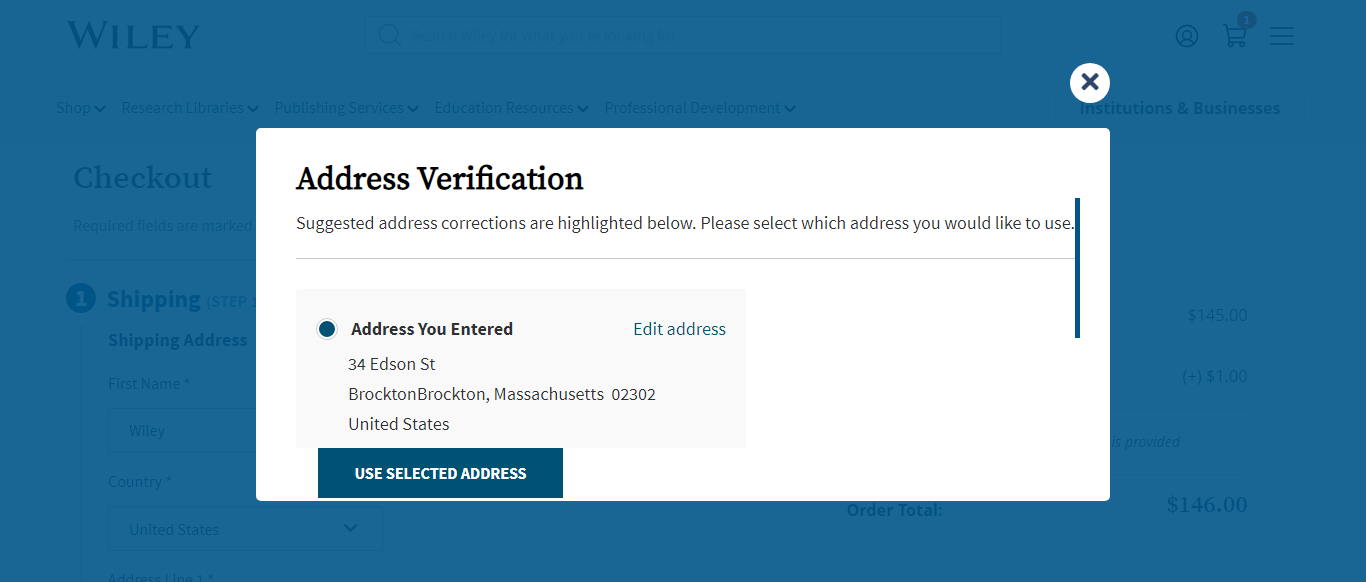 WILEY
Search Wiley for what you're looking for
1
Shop
Research Libraries
Publishing Services
Education Resources
Professional Development
Institutions & Businesses
Checkout
Required fields are marked
Address Verification
Suggested address corrections are highlighted below. Please select which address you would like to use.
1 Shipping (STEP
Shipping Address
First Name *
Wiley
Country *
United States
Address Line 1 *
Address You Entered
Edit address
34 Edson St
BrocktonBrockton, Massachusetts 02302
United States
USE SELECTED ADDRESS
$145.00
(+) $1.00
is provided
Order Total:
$146.00